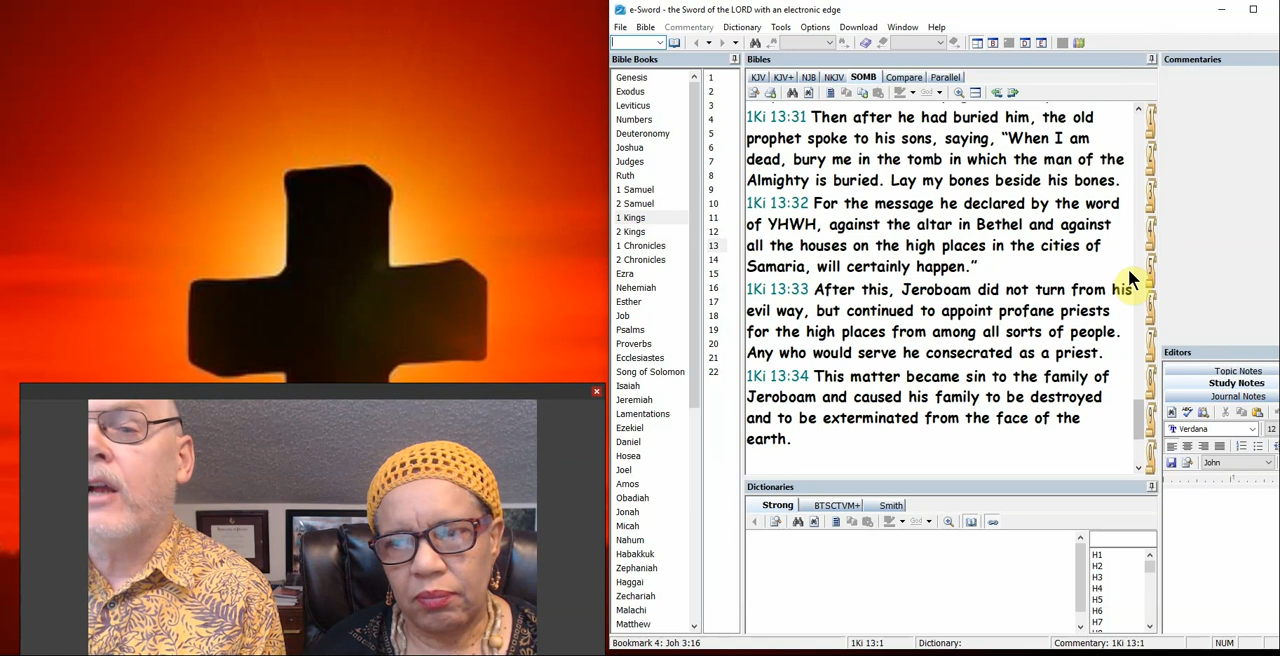 e-Sword - the Sword of the LORD with an electronic edge
File Bible Commentary Dictionary Tools Options Download Window Help
Bible Books
Genesis 1
Exodus 2
Leviticus 3
Numbers 4
Deuteronomy 5
Joshua 6
Judges 7
Ruth 8
1 Samuel 9
2 Samuel 10
1 Kings 11
2 Kings 12
1 Chronicles 13
2 Chronicles 14
Ezra 15
Nehemiah 16
Esther 17
Job 18
Psalms 19
Proverbs 20
Ecclesiastes 21
Song of Solomon 22
Isaiah
Jeremiah
Lamentations
Ezekiel
Daniel
Hosea
Joel
Amos
Obadiah
Jonah
Micah
Nahum
Habakkuk
Zephaniah
Haggai
Zechariah
Malachi
Matthew
Bibles
KJV KJV+ NJB NKJV SOMB Compare Parallel
1Ki 13:31 Then after he had buried him, the old
prophet spoke to his sons, saying, “When I am
dead, bury me in the tomb in which the man of the
Almighty is buried. Lay my bones beside his bones.
1Ki 13:32 For the message he declared by the word
of YHWH, against the altar in Bethel and against
all the houses on the high places in the cities of
Samaria, will certainly happen.”
1Ki 13:33 After this, Jeroboam did not turn from his
evil way, but continued to appoint profane priests
for the high places from among all sorts of people.
Any who would serve he consecrated as a priest.
1Ki 13:34 This matter became sin to the family of
Jeroboam and caused his family to be destroyed
and to be exterminated from the face of the
earth.
Dictionaries
Strong BTSCTVM+ Smith
H1
H2
H3
H4
H5
H6
H7
Commentaries
Editors
Topic Notes
Study Notes
Journal Notes
Verdana 12
John
Bookmark 4: Joh 3:16 1Ki 13:1 Dictionary: Commentary: 1Ki 13:1 NUM